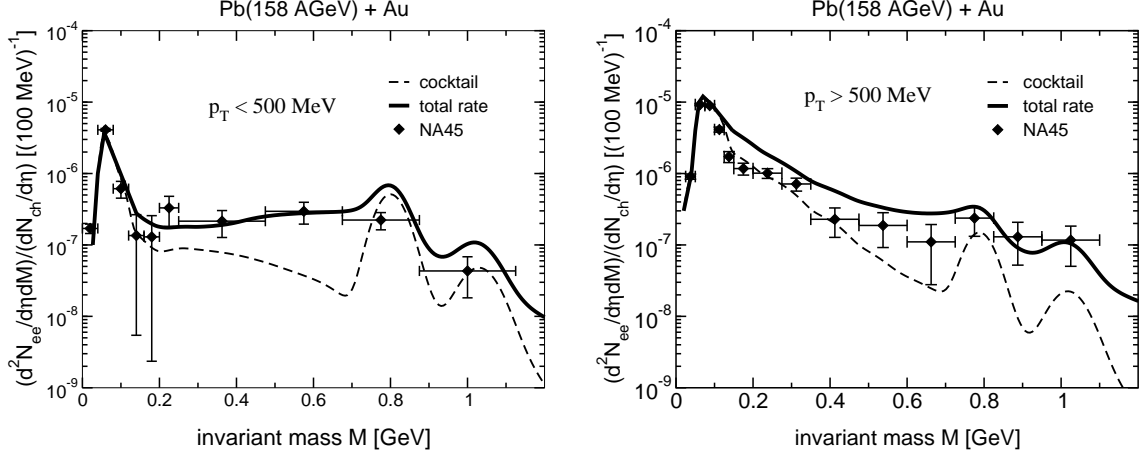 Pb(158 AGeV) + Au
(d²N_ee/dηdM)/(dN_ch/dη) [(100 MeV)⁻¹]
10⁻⁴
10⁻⁵
10⁻⁶
10⁻⁷
10⁻⁸
10⁻⁹
p_T < 500 MeV
cocktail
total rate
NA45
0 0.2 0.4 0.6 0.8 1
invariant mass M [GeV]
Pb(158 AGeV) + Au
(d²N_ee/dηdM)/(dN_ch/dη) [(100 MeV)⁻¹]
10⁻⁴
10⁻⁵
10⁻⁶
10⁻⁷
10⁻⁸
10⁻⁹
p_T > 500 MeV
cocktail
total rate
NA45
0 0.2 0.4 0.6 0.8 1
invariant mass M [GeV]